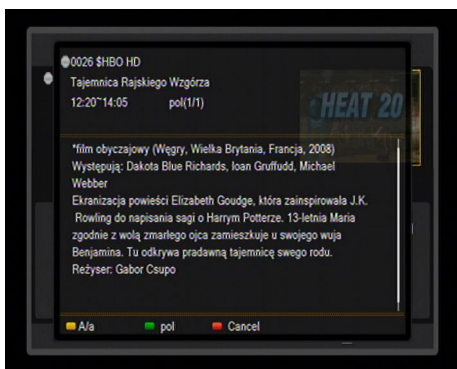 0026 $HBO HD
Tajemnica Rajskiego Wzgórza
12:20~14:05 pol(1/1)
HEAT 20
*film obyczajowy (Węgry, Wielka Brytania, Francja, 2008)
Występują: Dakota Blue Richards, Ioan Gruffudd, Michael
Webber
Ekranizacja powieści Elizabeth Goudge, która zainspirowała J.K.
Rowling do napisania sagi o Harrym Potterze. 13-letnia Maria
zgodnie z wolą zmarłego ojca zamieszkuje u swojego wuja
Benjamina. Tu odkrywa pradawną tajemnicę swego rodu.
Reżyser: Gabor Csupo
A/a pol Cancel